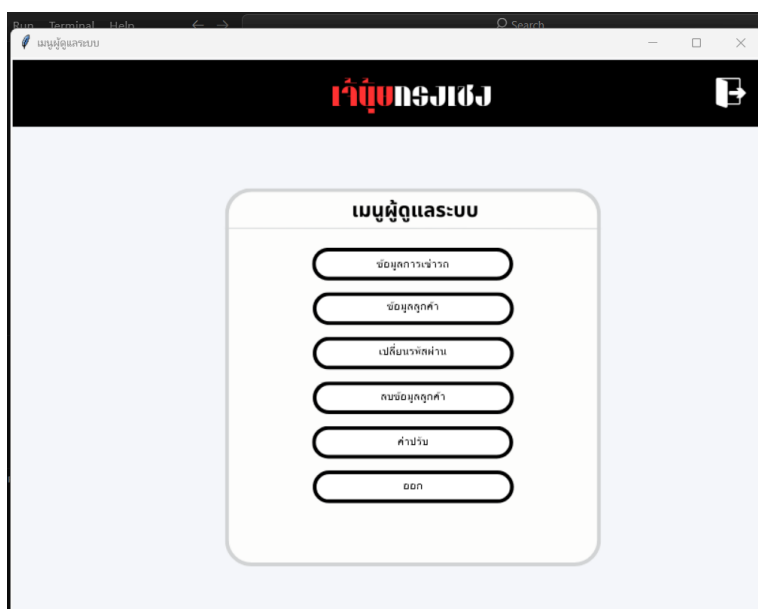 Run Terminal Help ← → Search
เมนูผู้ดูแลระบบ
เจ้ปุ้ยทรงเชง
เมนูผู้ดูแลระบบ
ข้อมูลการเช่ารถ
ข้อมูลลูกค้า
เปลี่ยนรหัสผ่าน
ลบข้อมูลลูกค้า
ค่าปรับ
ออก